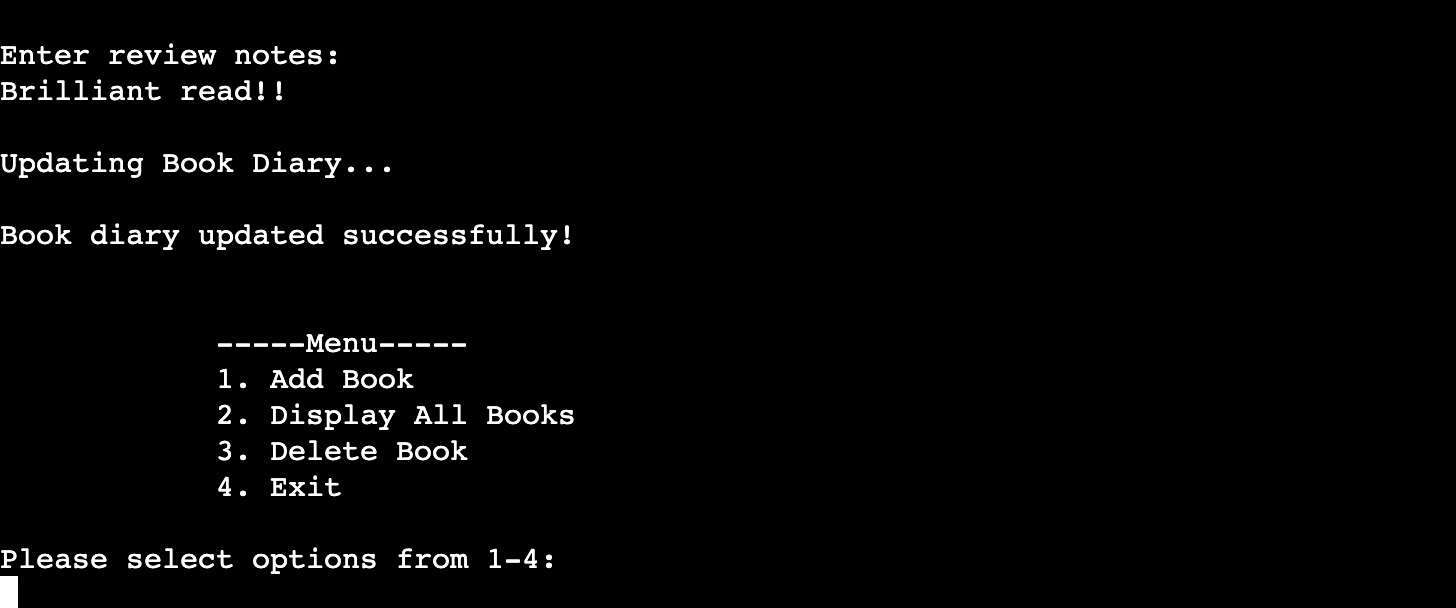 Enter review notes:
Brilliant read!!
Updating Book Diary...
Book diary updated successfully!
-----Menu-----
1. Add Book
2. Display All Books
3. Delete Book
4. Exit
Please select options from 1-4: